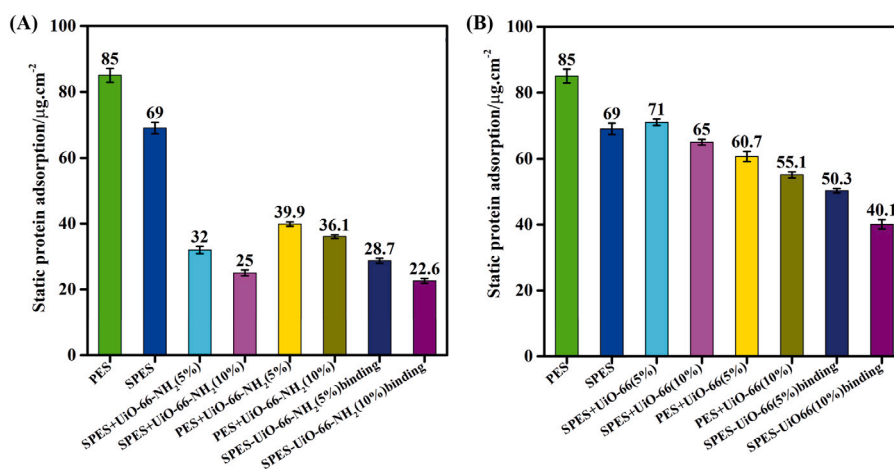 (A)
Static protein adsorption/μg.cm-2
100
80
60
40
20
0
85
69
32
25
39.9
36.1
28.7
22.6
PES
SPES
SPES+UiO-66-NH2(5%)
SPES+UiO-66-NH2(10%)
PES+UiO-66-NH2(5%)
PES+UiO-66-NH2(10%)
SPES-UiO-66-NH2(5%)binding
SPES-UiO-66-NH2(10%)binding
(B)
Static protein adsorption/μg.cm-2
100
80
60
40
20
0
85
69
71
65
60.7
55.1
50.3
40.1
PES
SPES
SPES+UiO-66(5%)
SPES+UiO-66(10%)
PES+UiO-66(5%)
PES+UiO-66(10%)
SPES-UiO-66(5%)binding
SPES-UiO66(10%)binding